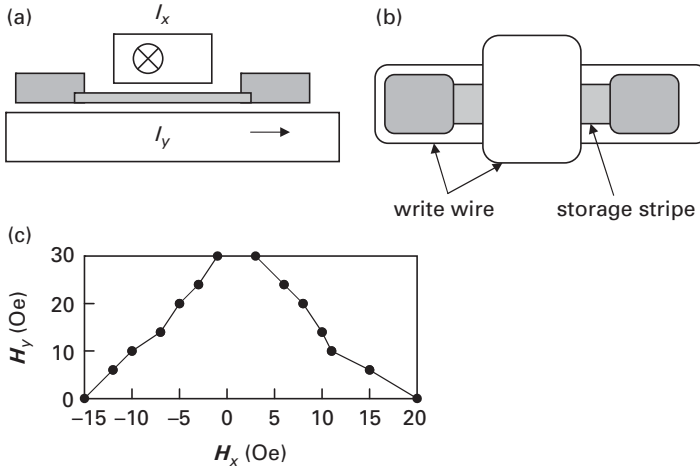 (a)
I_x
I_y
(b)
write wire
storage stripe
(c)
H_y (Oe)
30
20
10
0
−15 −10 −5 0 5 10 15 20
H_x (Oe)